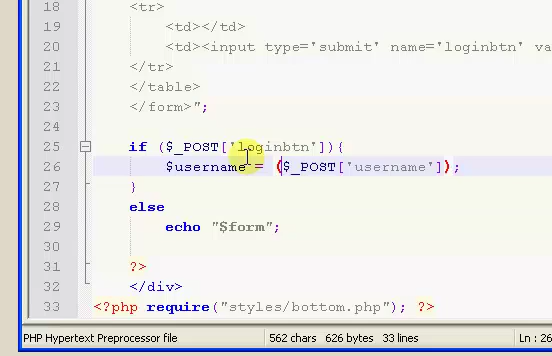 18 <tr>
19 <td></td>
20 <td><input type='submit' name='loginbtn' va
21 </tr>
22 </table>
23 </form>";
24
25 if ($_POST['loginbtn']){
26 $username = ($_POST['username']);
27 }
28 else
29 echo "$form";
30
31 ?>
32 </div>
33 <?php require("styles/bottom.php"); ?>
PHP Hypertext Preprocessor file 562 chars 626 bytes 33 lines Ln : 26